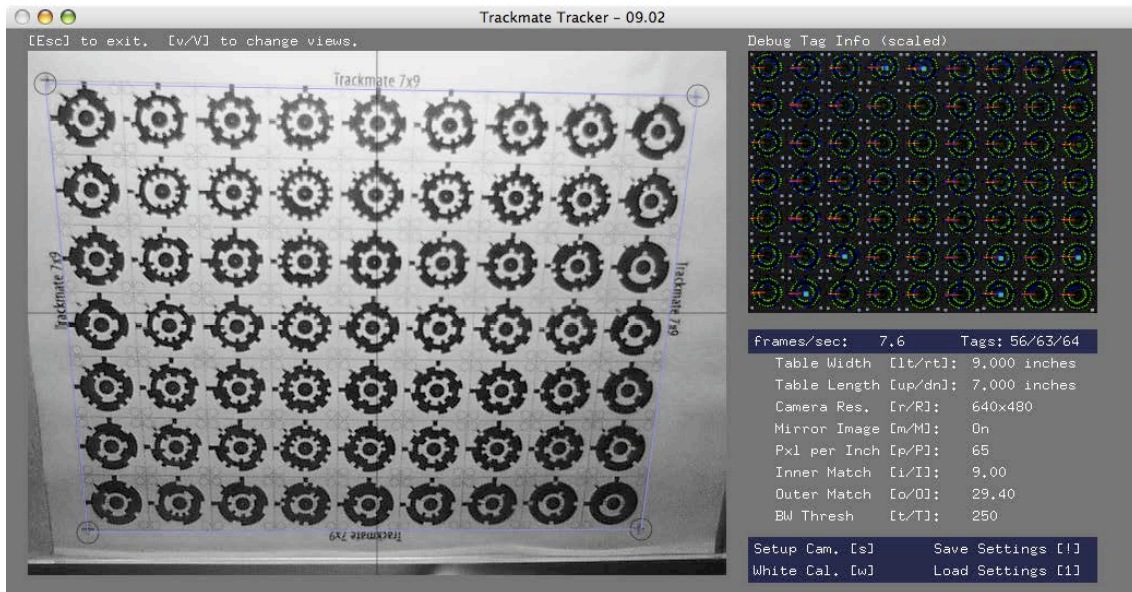 Trackmate Tracker - 09.02
[Esc] to exit. [v/V] to change views.
Debug Tag Info (scaled)
Trackmate 7x9
Trackmate 7x9
Trackmate 7x9
Trackmate 7x9
frames/sec: 7.6 Tags: 56/63/64
Table Width [lt/rt]: 9.000 inches
Table Length [up/dn]: 7.000 inches
Camera Res. [r/R]: 640x480
Mirror Image [m/M]: On
Pxl per Inch [p/P]: 65
Inner Match [i/I]: 9.00
Outer Match [o/O]: 29.40
BW Thresh [t/T]: 250
Setup Cam. [s] Save Settings [!]
White Cal. [w] Load Settings [1]